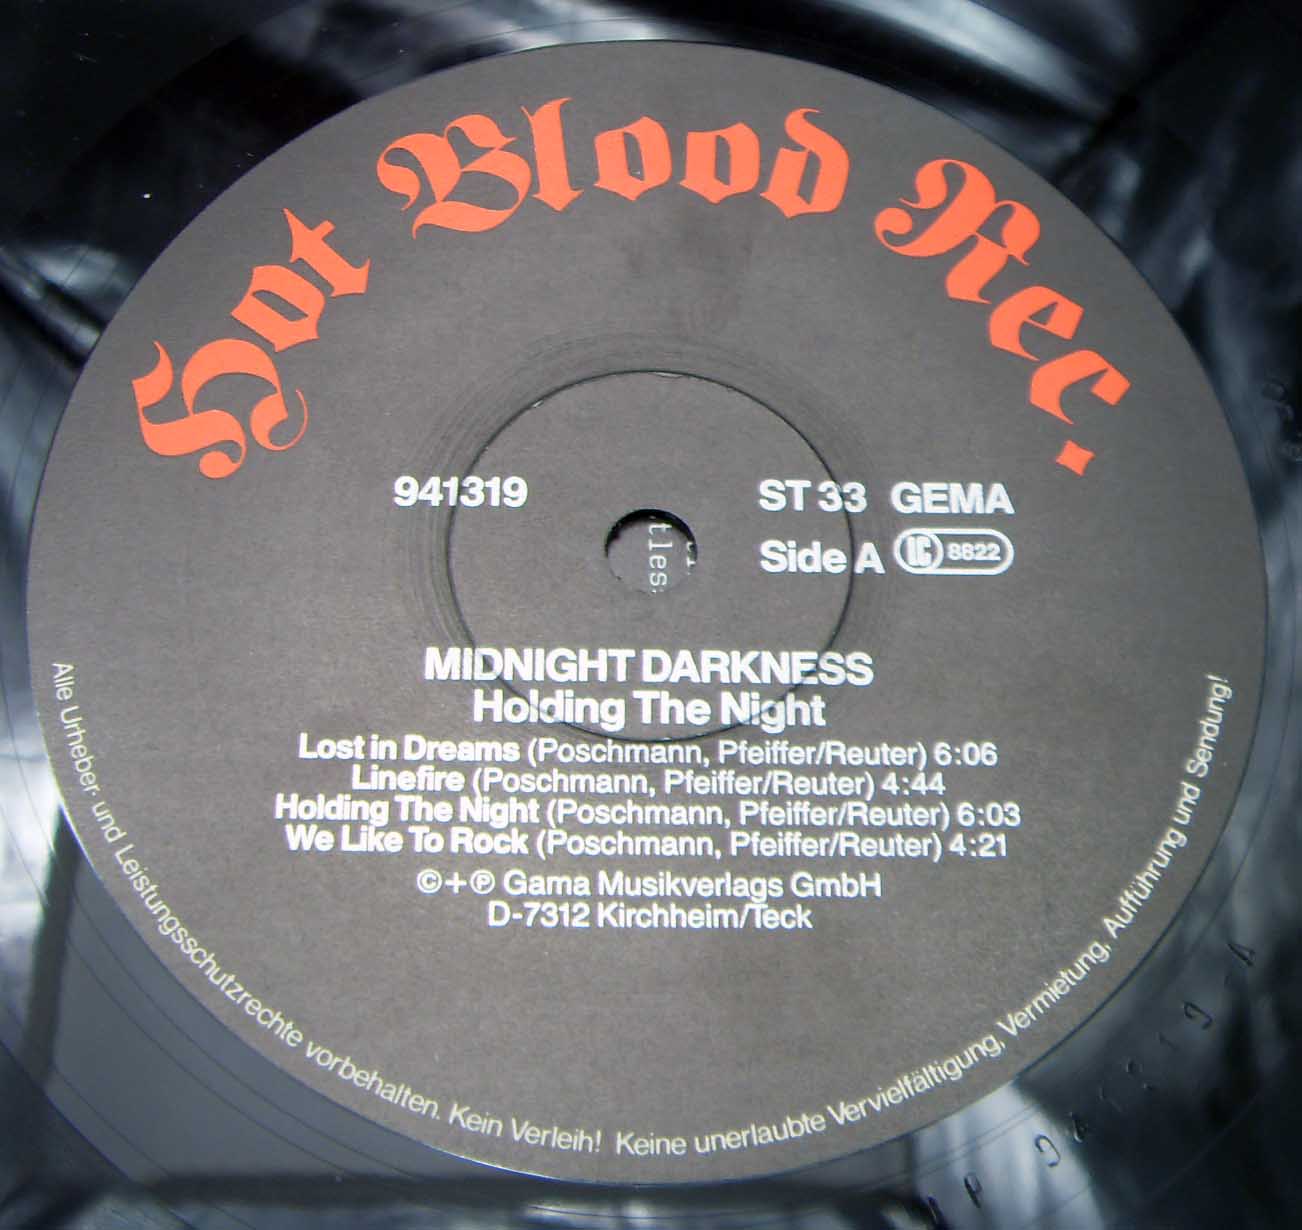 Hot Blood Rec.
941319
ST 33 GEMA
Side A LC 8622
tles
MIDNIGHT DARKNESS
Holding The Night
Lost in Dreams (Poschmann, Pfeiffer/Reuter) 6:06
Linefire (Poschmann, Pfeiffer/Reuter) 4:44
Holding The Night (Poschmann, Pfeiffer/Reuter) 6:03
We Like To Rock (Poschmann, Pfeiffer/Reuter) 4:21
©+℗ Gama Musikverlags GmbH
D-7312 Kirchheim/Teck
Alle Urheber und Leistungsschutzrechte vorbehalten. Kein Verleih! Keine unerlaubte Vervielfältigung, Vermietung, Aufführung und Sendung!